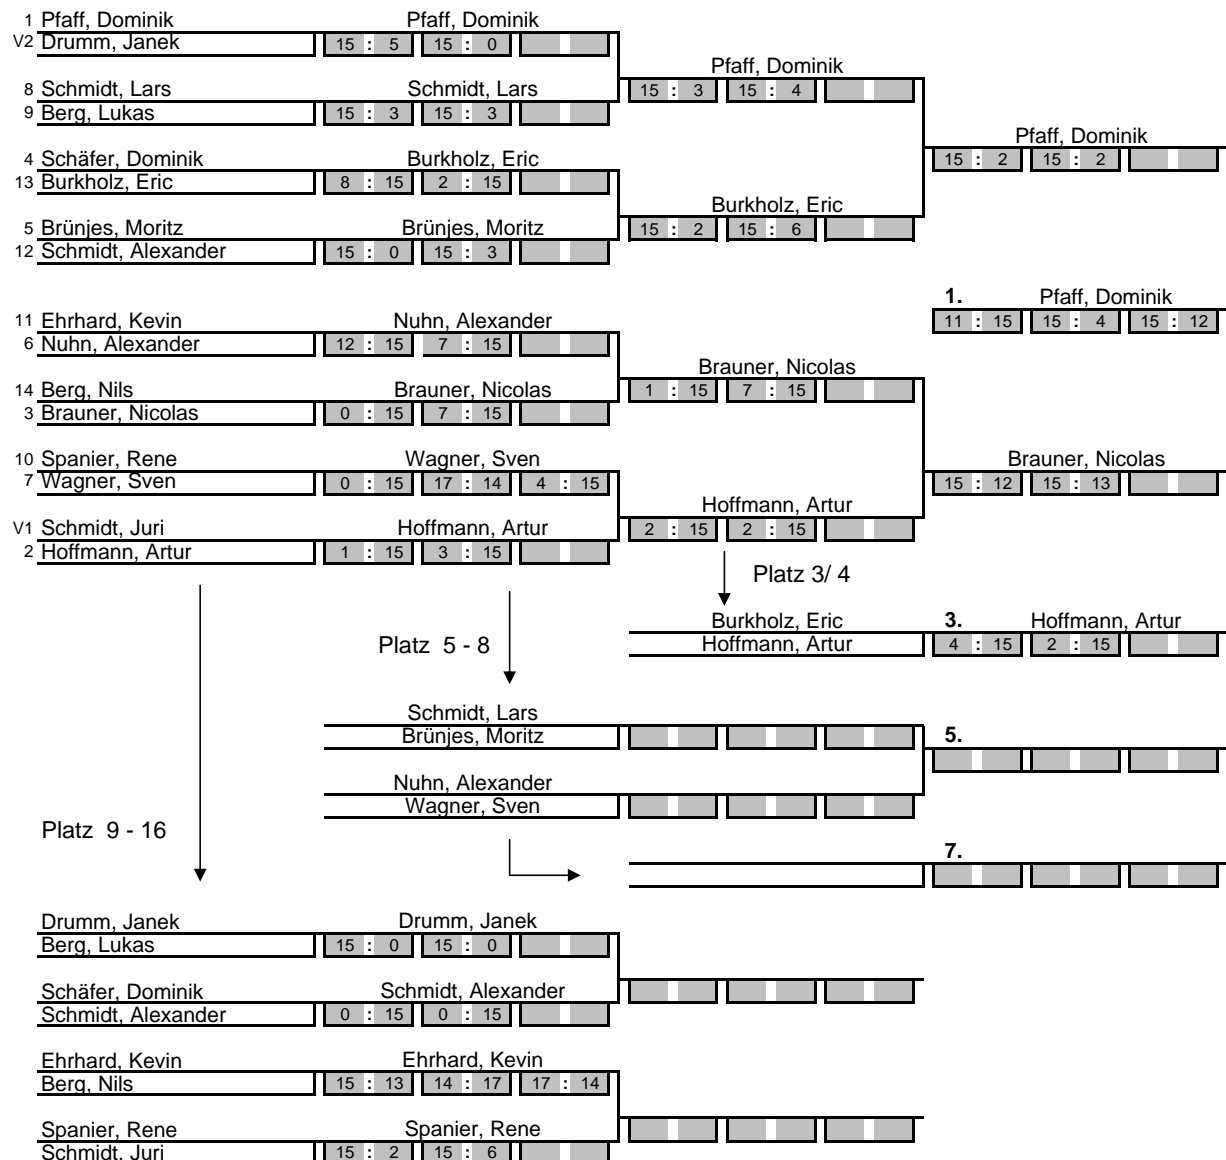 1 Pfaff, Dominik Pfaff, Dominik
V2 Drumm, Janek 15 : 5 15 : 0
Pfaff, Dominik
8 Schmidt, Lars Schmidt, Lars 15 : 3 15 : 4
9 Berg, Lukas 15 : 3 15 : 3
Pfaff, Dominik
4 Schäfer, Dominik Burkholz, Eric 15 : 2 15 : 2
13 Burkholz, Eric 8 : 15 2 : 15
Burkholz, Eric
5 Brünjes, Moritz Brünjes, Moritz 15 : 2 15 : 6
12 Schmidt, Alexander 15 : 0 15 : 3
1. Pfaff, Dominik
11 Ehrhard, Kevin Nuhn, Alexander 11 : 15 15 : 4 15 : 12
6 Nuhn, Alexander 12 : 15 7 : 15
Brauner, Nicolas
14 Berg, Nils Brauner, Nicolas 1 : 15 7 : 15
3 Brauner, Nicolas 0 : 15 7 : 15
10 Spanier, Rene Wagner, Sven Brauner, Nicolas
7 Wagner, Sven 0 : 15 17 : 14 4 : 15 15 : 12 15 : 13
Hoffmann, Artur
V1 Schmidt, Juri Hoffmann, Artur 2 : 15 2 : 15
2 Hoffmann, Artur 1 : 15 3 : 15
Platz 3/ 4
Burkholz, Eric 3. Hoffmann, Artur
Platz 5 - 8 Hoffmann, Artur 4 : 15 2 : 15
Schmidt, Lars
Brünjes, Moritz 5.
Nuhn, Alexander
Wagner, Sven
Platz 9 - 16
7.
Drumm, Janek Drumm, Janek
Berg, Lukas 15 : 0 15 : 0
Schäfer, Dominik Schmidt, Alexander
Schmidt, Alexander 0 : 15 0 : 15
Ehrhard, Kevin Ehrhard, Kevin
Berg, Nils 15 : 13 14 : 17 17 : 14
Spanier, Rene Spanier, Rene
Schmidt, Juri 15 : 2 15 : 6